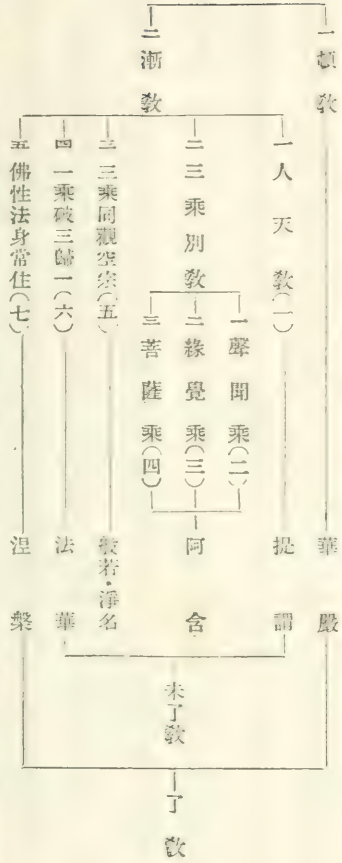 一頓教
二漸教
一人天教(一)
二三乘別教
三三乘同觀空宗(五)
四一乘破三歸一(六)
五佛性法身常住(七)
一聲聞乘(二)
二緣覺乘(三)
三菩薩乘(四)
華嚴
提謂
阿含
般若・淨名
法華
涅槃
未了教
了教